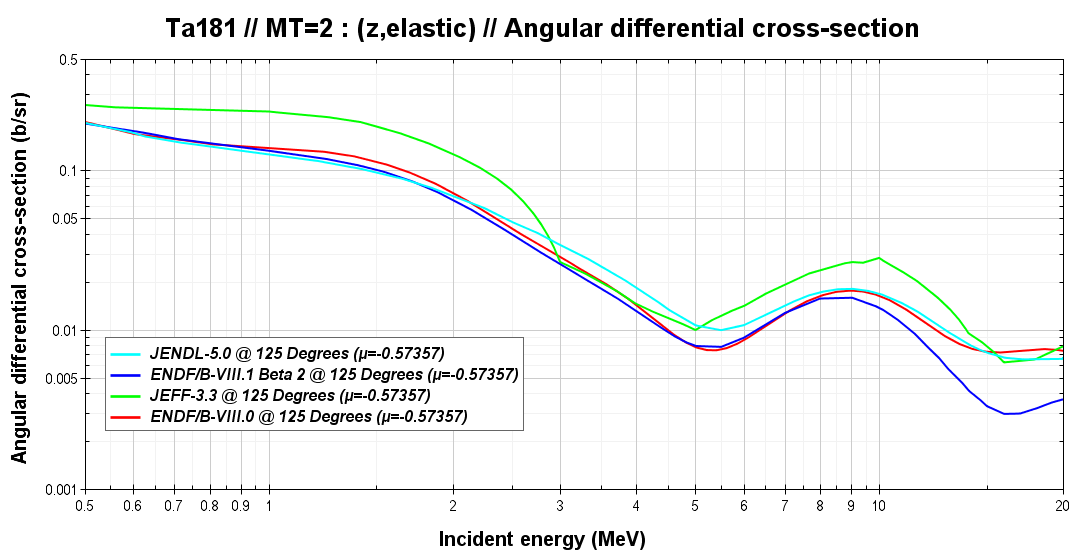 Ta181 // MT=2 : (z,elastic) // Angular differential cross-section
Angular differential cross-section (b/sr)
0.5
0.1
0.05
0.01
0.005
0.001
JENDL-5.0 @ 125 Degrees (μ=-0.57357)
ENDF/B-VIII.1 Beta 2 @ 125 Degrees (μ=-0.57357)
JEFF-3.3 @ 125 Degrees (μ=-0.57357)
ENDF/B-VIII.0 @ 125 Degrees (μ=-0.57357)
0.5 0.6 0.7 0.8 0.9 1 2 3 4 5 6 7 8 9 10 20
Incident energy (MeV)